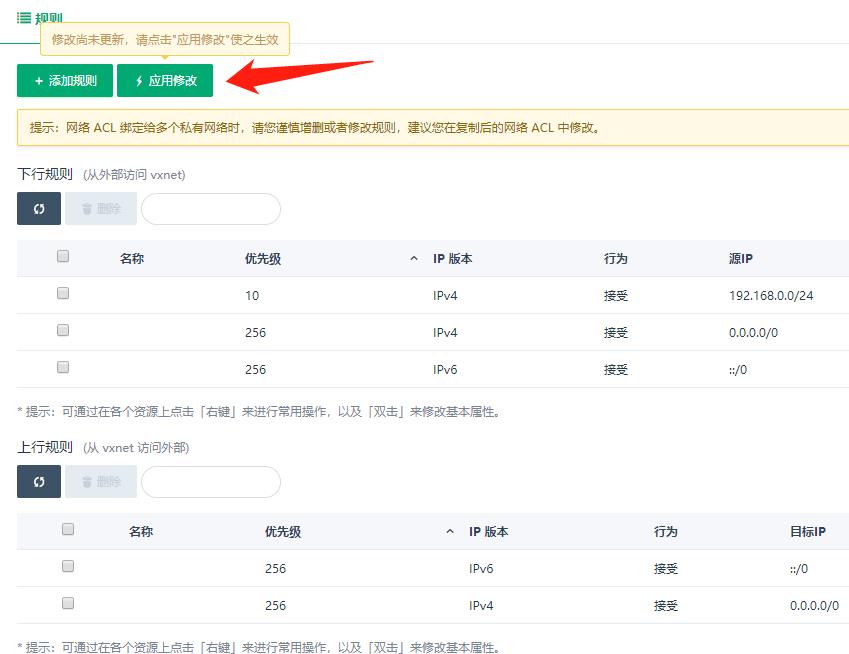 规则
修改尚未更新，请点击"应用修改"使之生效
+ 添加规则 应用修改
提示：网络 ACL 绑定给多个私有网络时，请您谨慎增删或者修改规则，建议您在复制后的网络 ACL 中修改。
下行规则 (从外部访问 vxnet)
删除
名称 优先级 IP 版本 行为 源IP
10 IPv4 接受 192.168.0.0/24
256 IPv4 接受 0.0.0.0/0
256 IPv6 接受 ::/0
* 提示：可通过在各个资源上点击「右键」来进行常用操作，以及「双击」来修改基本属性。
上行规则 (从 vxnet 访问外部)
删除
名称 优先级 IP 版本 行为 目标IP
256 IPv6 接受 ::/0
256 IPv4 接受 0.0.0.0/0
* 提示：可通过在各个资源上点击「右键」来进行常用操作，以及「双击」来修改基本属性。